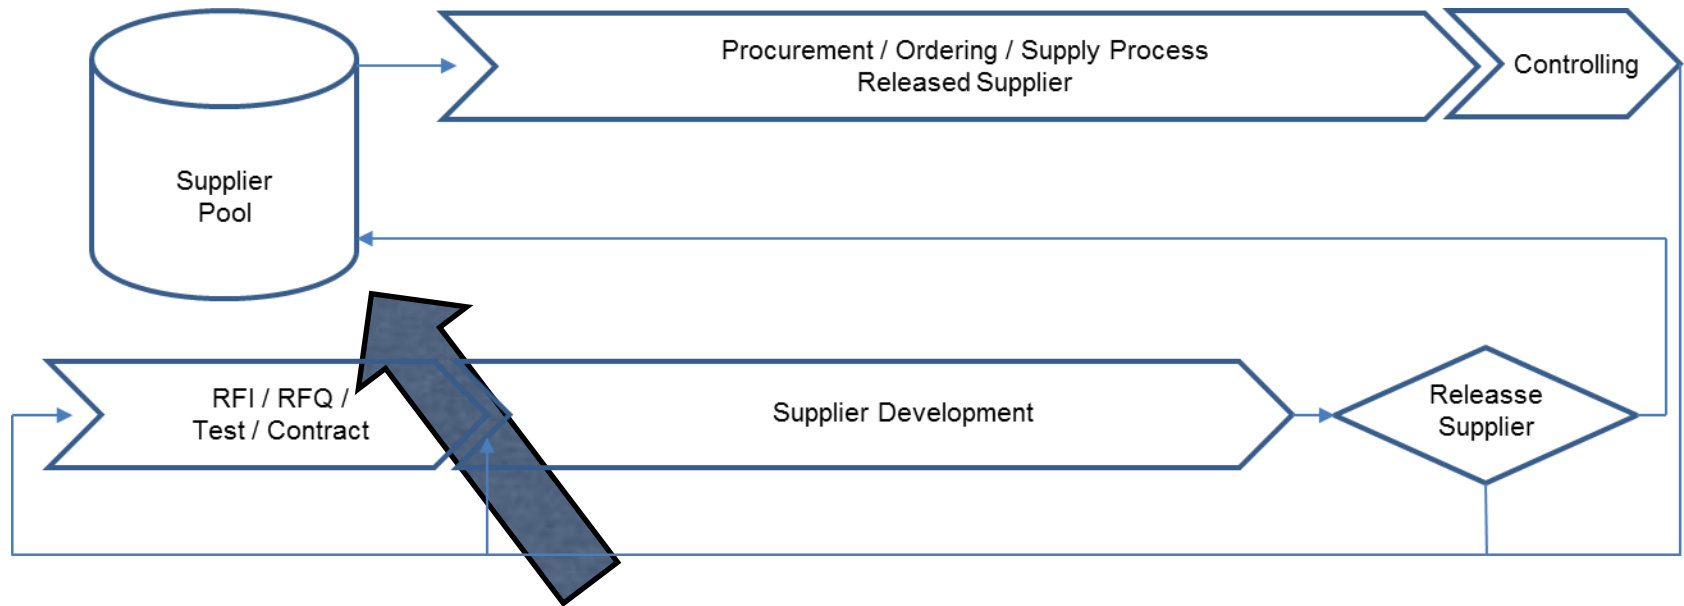 Procurement / Ordering / Supply Process
Released Supplier
Controlling
Supplier
Pool
RFI / RFQ /
Test / Contract
Supplier Development
Releasse
Supplier